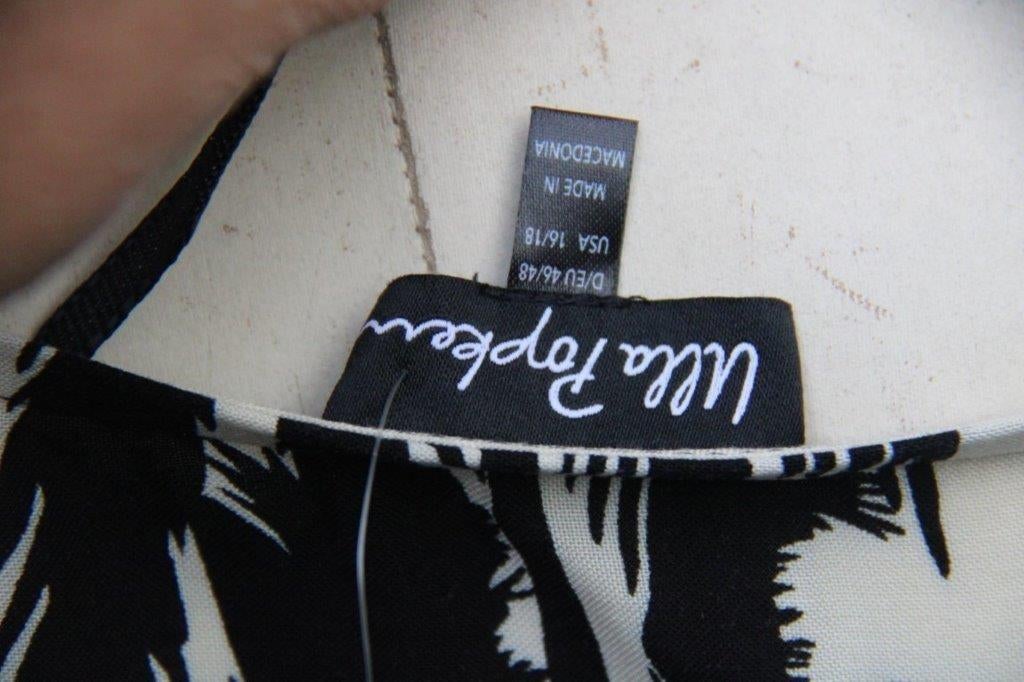 Ulla Popken
D/EU 46/48
USA 16/18
MADE IN
MACEDONIA